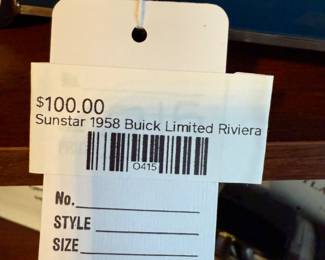 $100.00
Sunstar 1958 Buick Limited Riviera
0415
No.
STYLE
SIZE